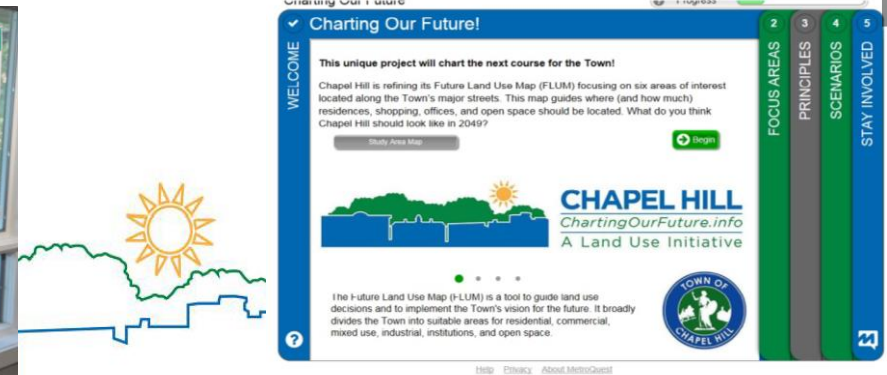 Charting Our Future
Progress
Charting Our Future!
WELCOME
This unique project will chart the next course for the Town!
Chapel Hill is refining its Future Land Use Map (FLUM) focusing on six areas of interest
located along the Town's major streets. This map guides where (and how much)
residences, shopping, offices, and open space should be located. What do you think
Chapel Hill should look like in 2049?
Study Area Map
Begin
CHAPEL HILL
ChartingOurFuture.info
A Land Use Initiative
The Future Land Use Map (FLUM) is a tool to guide land use
decisions and to implement the Town's vision for the future. It broadly
divides the Town into suitable areas for residential, commercial,
mixed use, industrial, institutions, and open space.
TOWN OF
CHAPEL HILL
?
2
FOCUS AREAS
3
PRINCIPLES
4
SCENARIOS
5
STAY INVOLVED
Help Privacy About MetroQuest